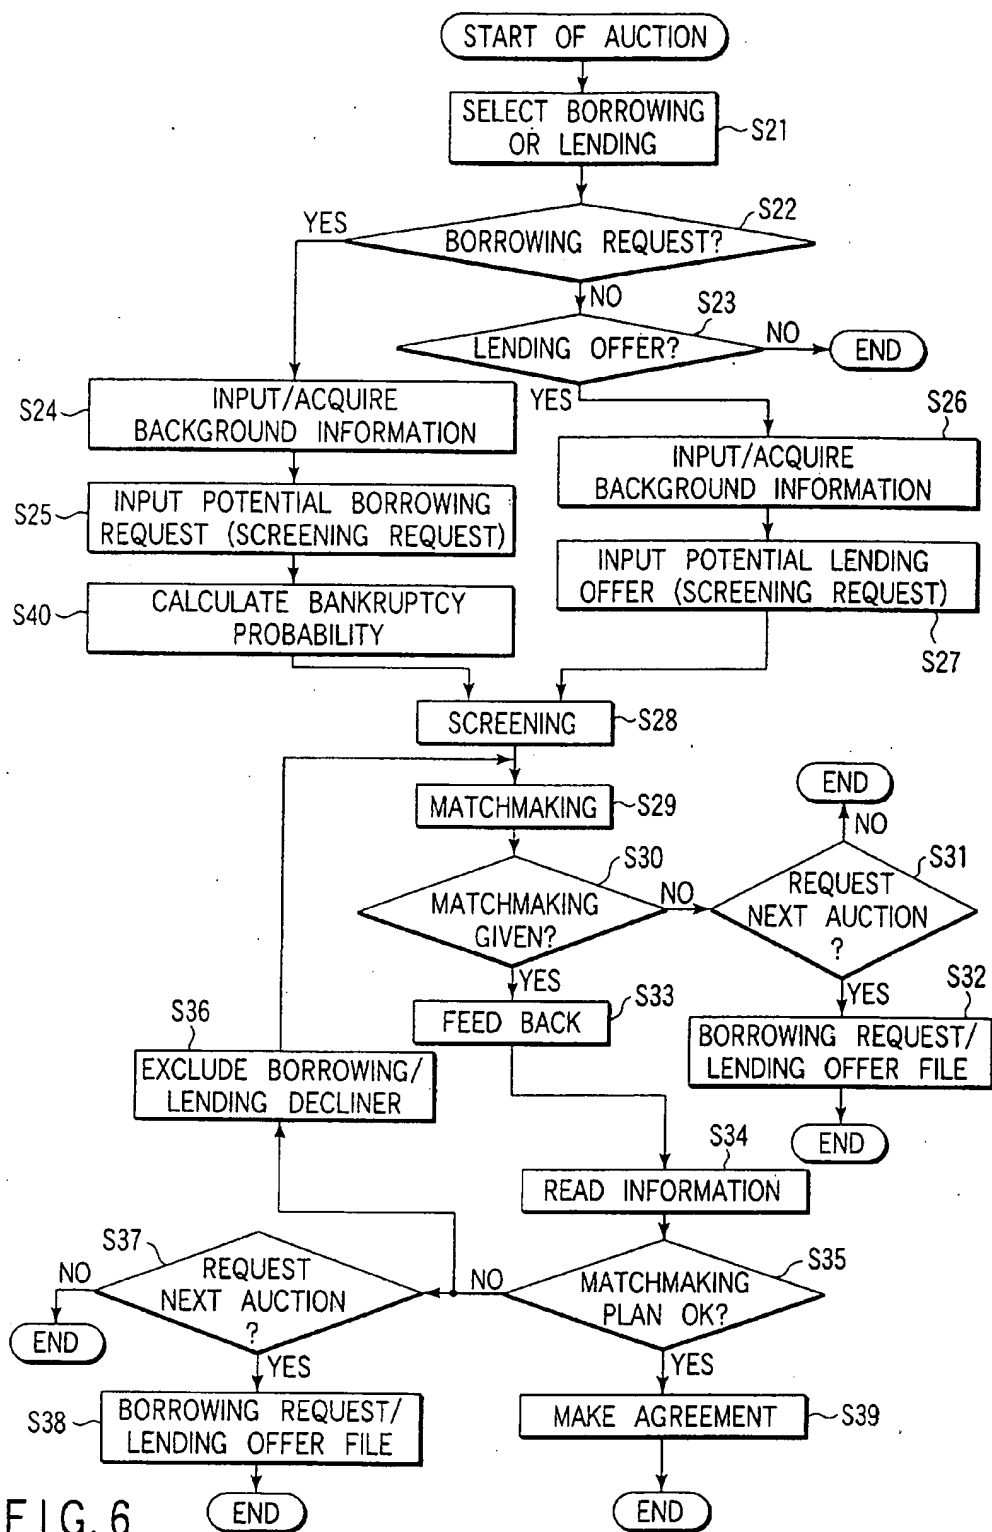 START OF AUCTION
SELECT BORROWING
OR LENDING
S21
S22
YES
BORROWING REQUEST?
NO
S23
LENDING OFFER?
NO
END
YES
S24
INPUT/ACQUIRE
BACKGROUND INFORMATION
S26
INPUT/ACQUIRE
BACKGROUND INFORMATION
S25
INPUT POTENTIAL BORROWING
REQUEST (SCREENING REQUEST)
INPUT POTENTIAL LENDING
OFFER (SCREENING REQUEST)
S27
S40
CALCULATE BANKRUPTCY
PROBABILITY
SCREENING
S28
MATCHMAKING
S29
END
NO
S30
MATCHMAKING
GIVEN?
NO
S31
REQUEST
NEXT AUCTION
?
YES
YES
S33
FEED BACK
S32
BORROWING REQUEST/
LENDING OFFER FILE
END
S36
EXCLUDE BORROWING/
LENDING DECLINER
S34
READ INFORMATION
S35
MATCHMAKING
PLAN OK?
NO
S37
REQUEST
NEXT AUCTION
?
NO
END
YES
YES
S38
BORROWING REQUEST/
LENDING OFFER FILE
MAKE AGREEMENT
S39
END
END
FIG. 6